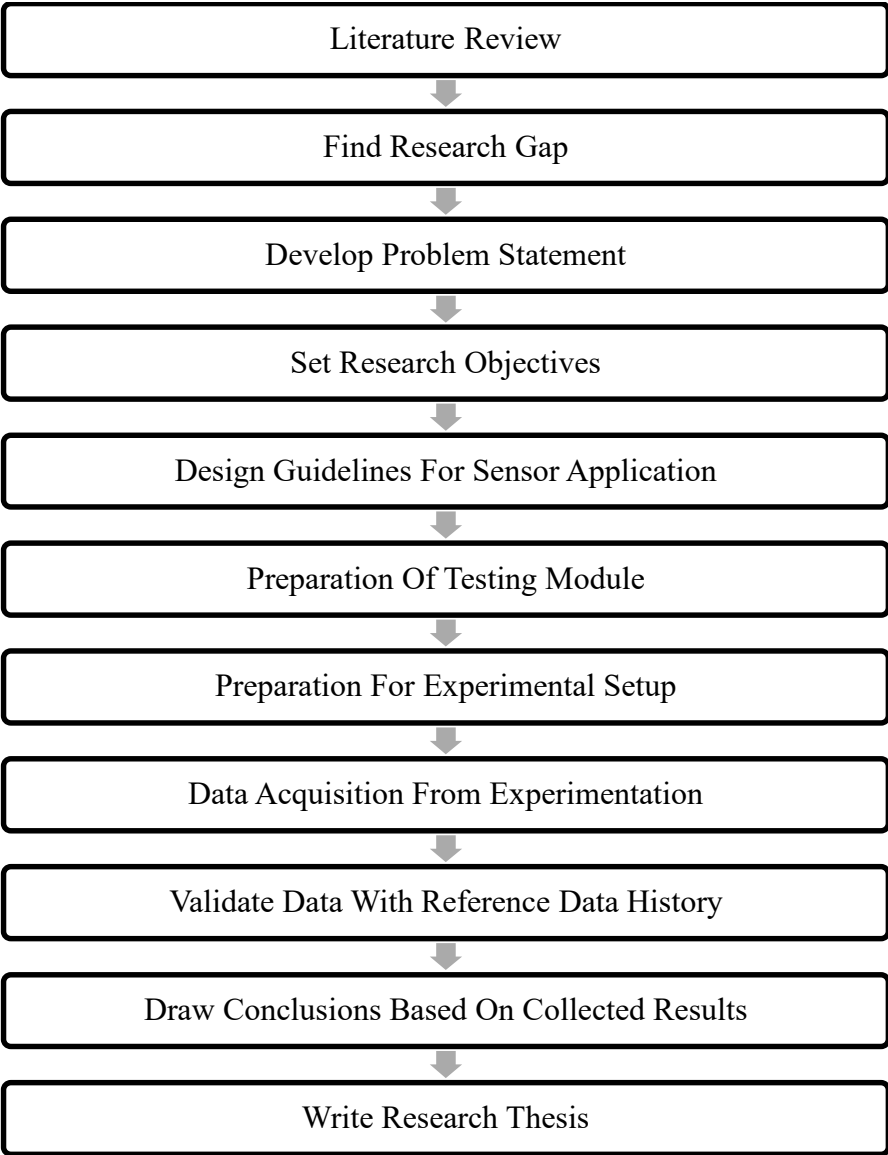 Literature Review
Find Research Gap
Develop Problem Statement
Set Research Objectives
Design Guidelines For Sensor Application
Preparation Of Testing Module
Preparation For Experimental Setup
Data Acquisition From Experimentation
Validate Data With Reference Data History
Draw Conclusions Based On Collected Results
Write Research Thesis